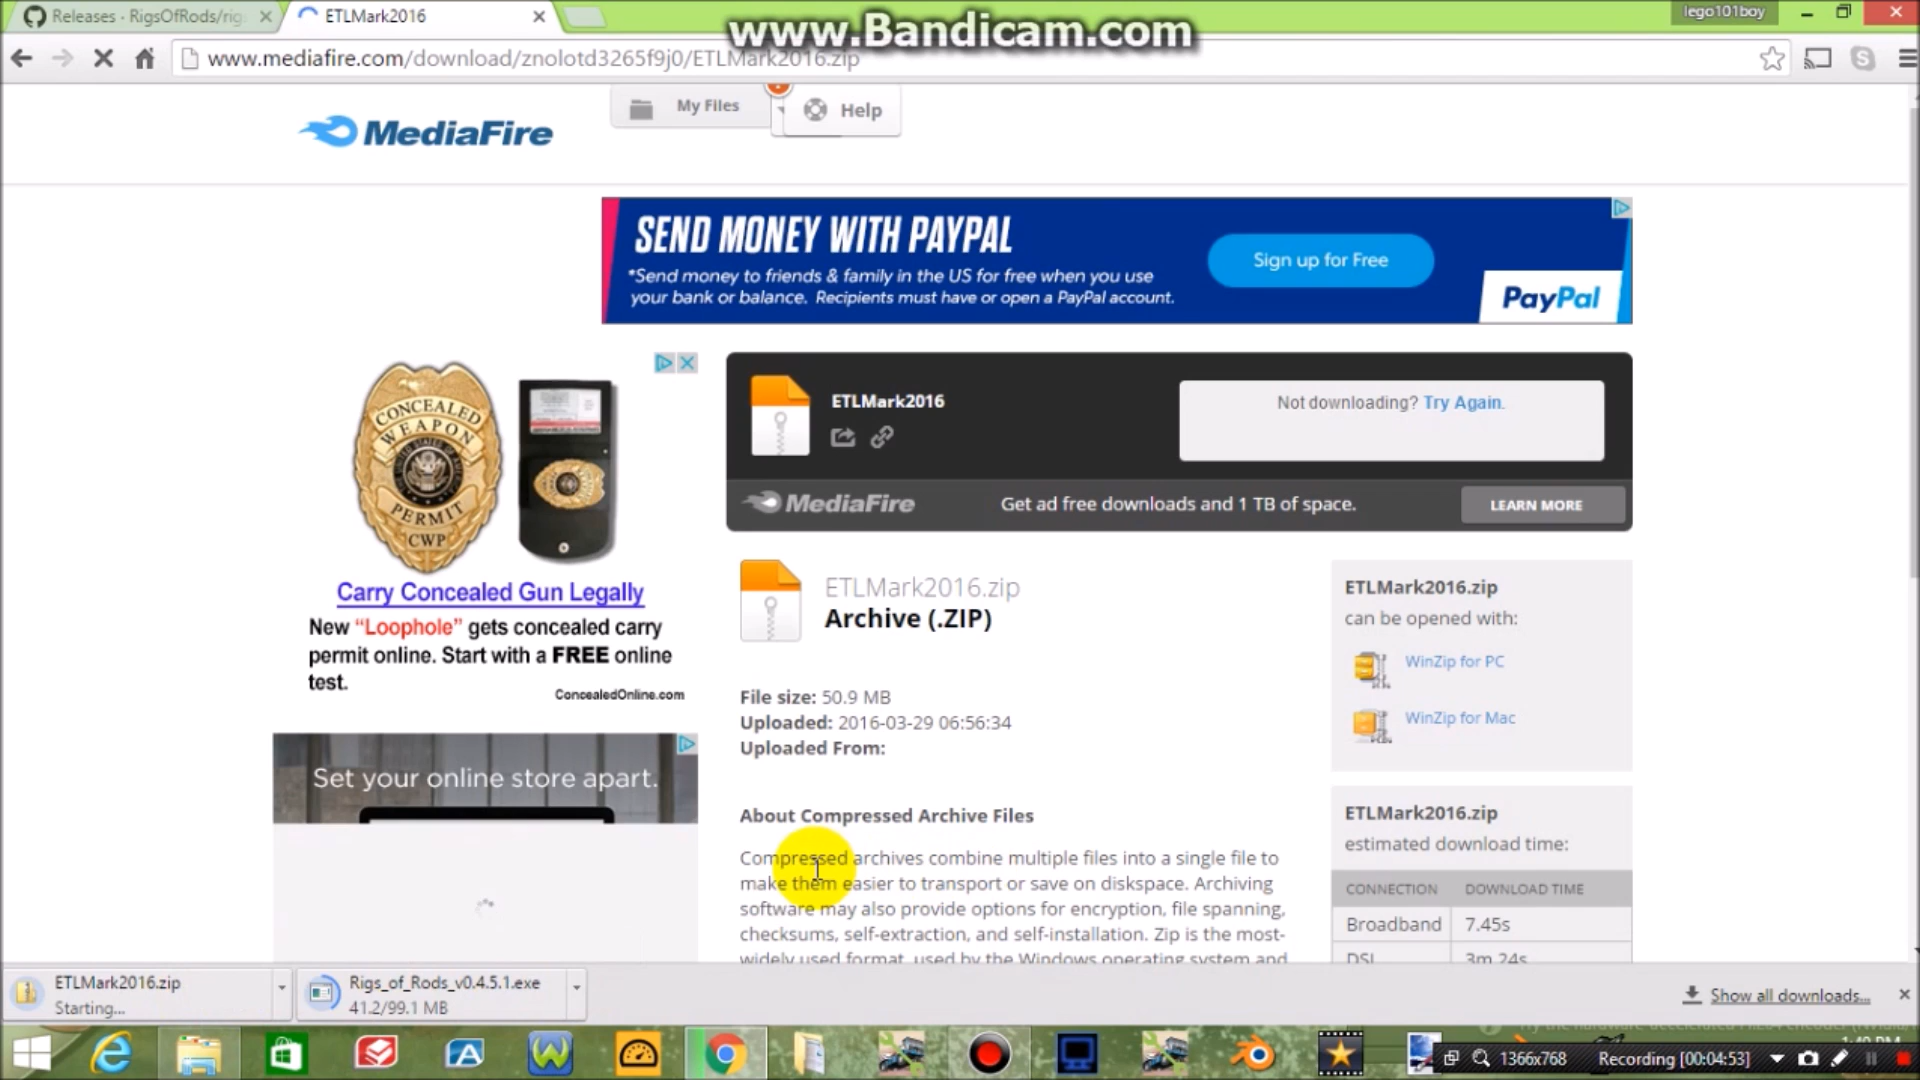 Releases · RigsOfRods/rig
ETLMark2016
www.Bandicam.com
lego101boy
www.mediafire.com/download/znolotd3265f9j0/ETLMark2016.zip
MediaFire
My Files
Help
SEND MONEY WITH PAYPAL
*Send money to friends & family in the US for free when you use
your bank or balance. Recipients must have or open a PayPal account.
Sign up for Free
PayPal
CONCEALED
WEAPON
PERMIT
CWP
Carry Concealed Gun Legally
New “Loophole” gets concealed carry
permit online. Start with a FREE online
test.
ConcealedOnline.com
Set your online store apart.
ETLMark2016
Not downloading? Try Again.
MediaFire
Get ad free downloads and 1 TB of space.
LEARN MORE
ETLMark2016.zip
Archive (.ZIP)
File size: 50.9 MB
Uploaded: 2016-03-29 06:56:34
Uploaded From:
About Compressed Archive Files
Compressed archives combine multiple files into a single file to
make them easier to transport or save on diskspace. Archiving
software may also provide options for encryption, file spanning,
checksums, self-extraction, and self-installation. Zip is the most-
widely used format, used by the Windows operating system and
ETLMark2016.zip
can be opened with:
WinZip for PC
WinZip for Mac
ETLMark2016.zip
estimated download time:
CONNECTION DOWNLOAD TIME
Broadband 7.45s
DSL 3m 24s
ETLMark2016.zip
Starting...
Rigs_of_Rods_v0.4.5.1.exe
41.2/99.1 MB
Show all downloads...
1366x768
Recording [00:04:53]